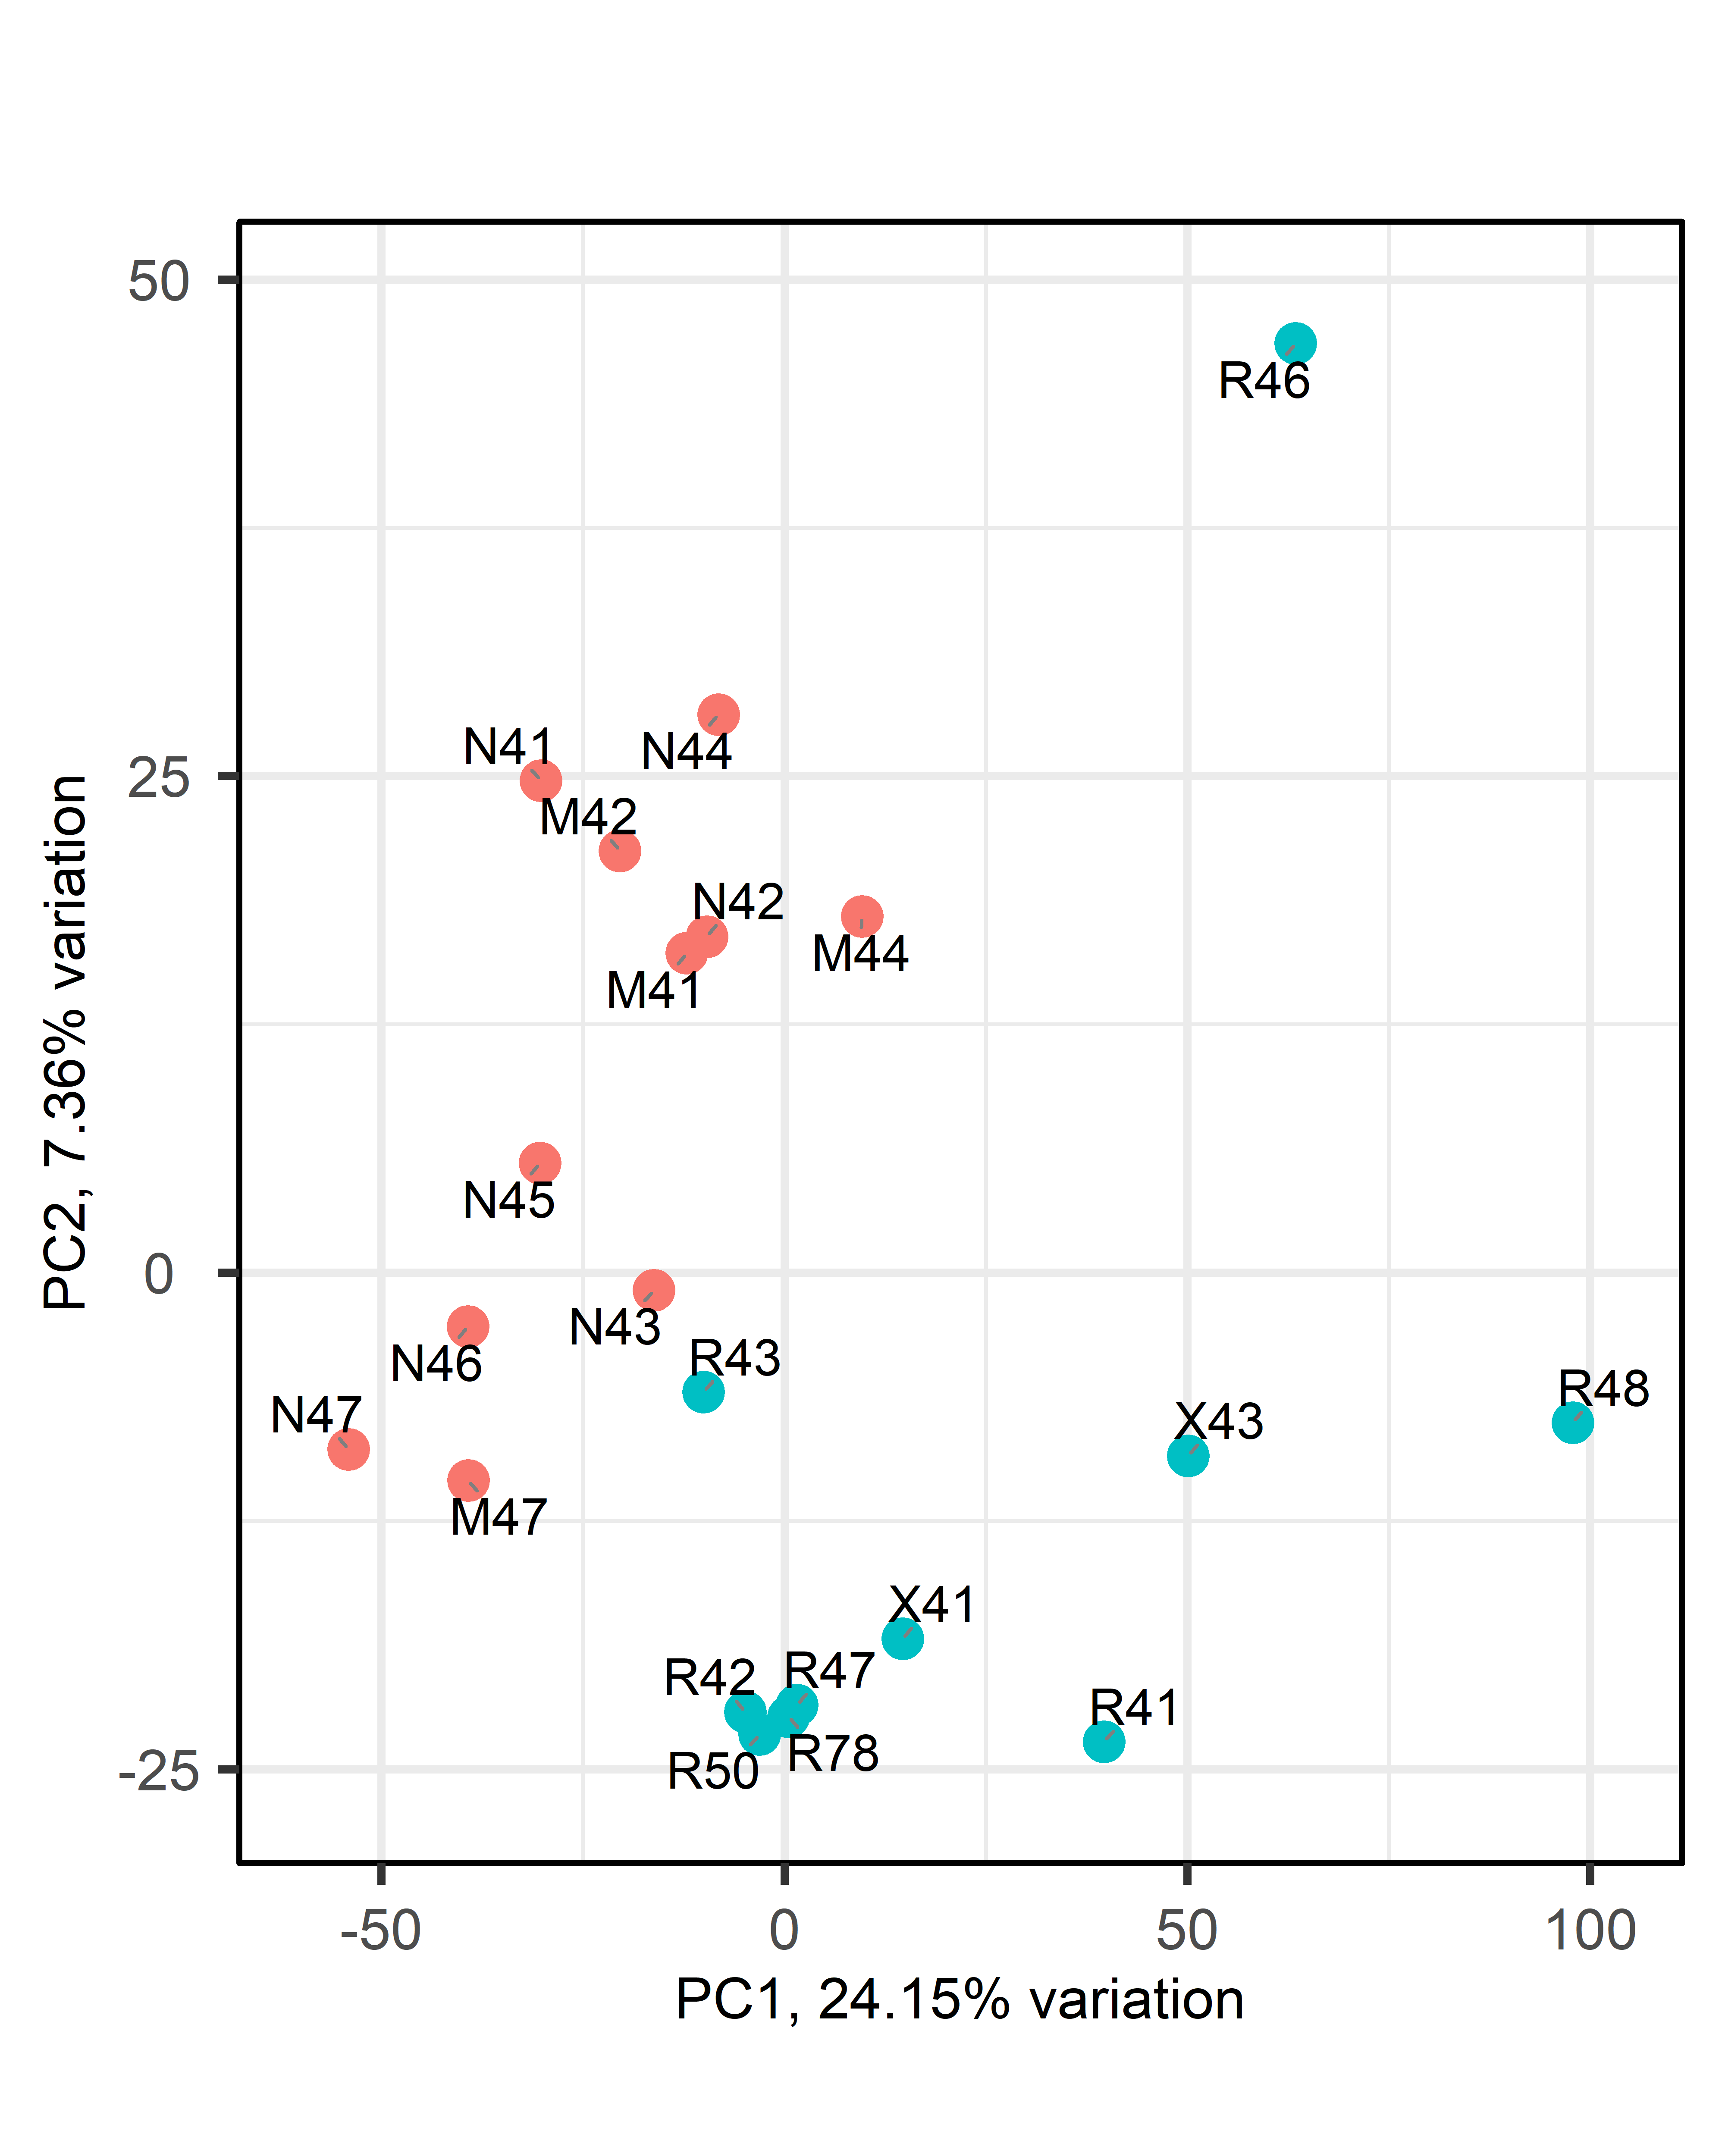 50
R46
N41
N44
25
M42
N42
M44
M41
PC2, 7.36% variation
N45
0
N43
N46
R43
N47
R48
X43
M47
X41
R42
R47
R41
R50
R78
-25
-50
0
50
100
PC1, 24.15% variation